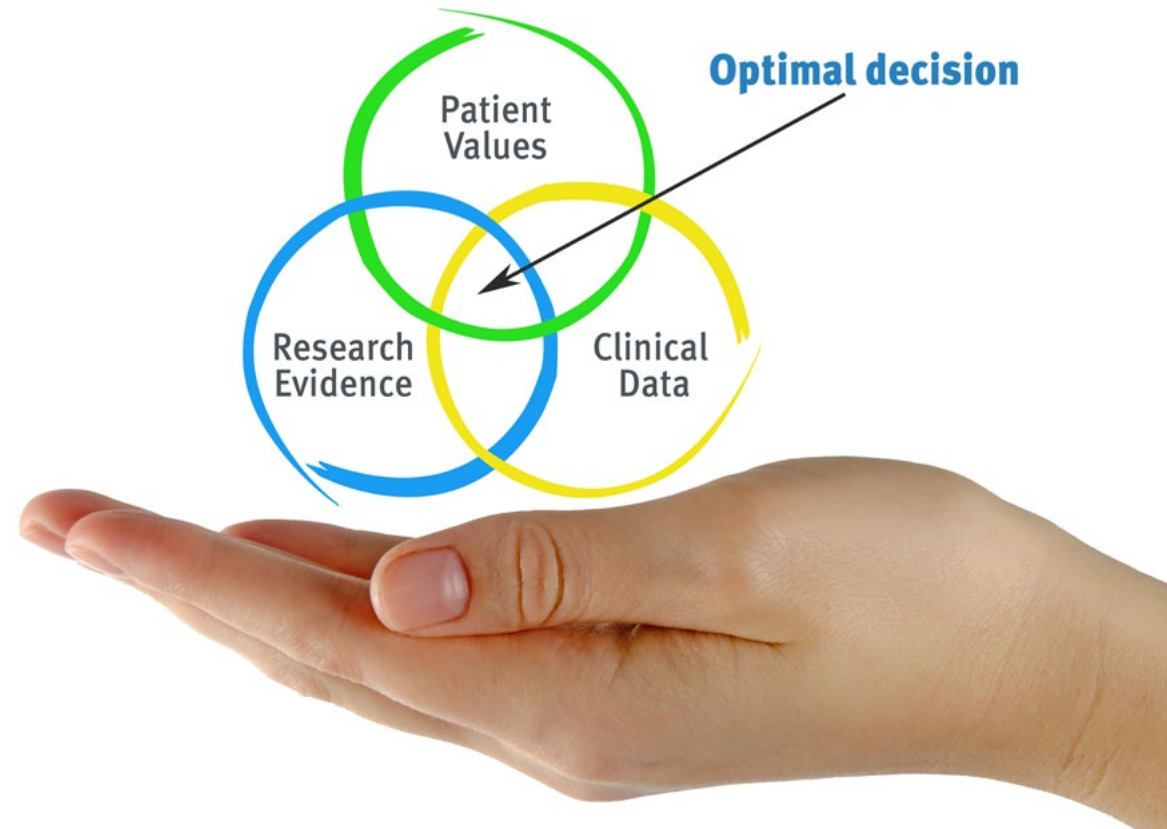 Optimal decision
Patient
Values
Research
Evidence
Clinical
Data